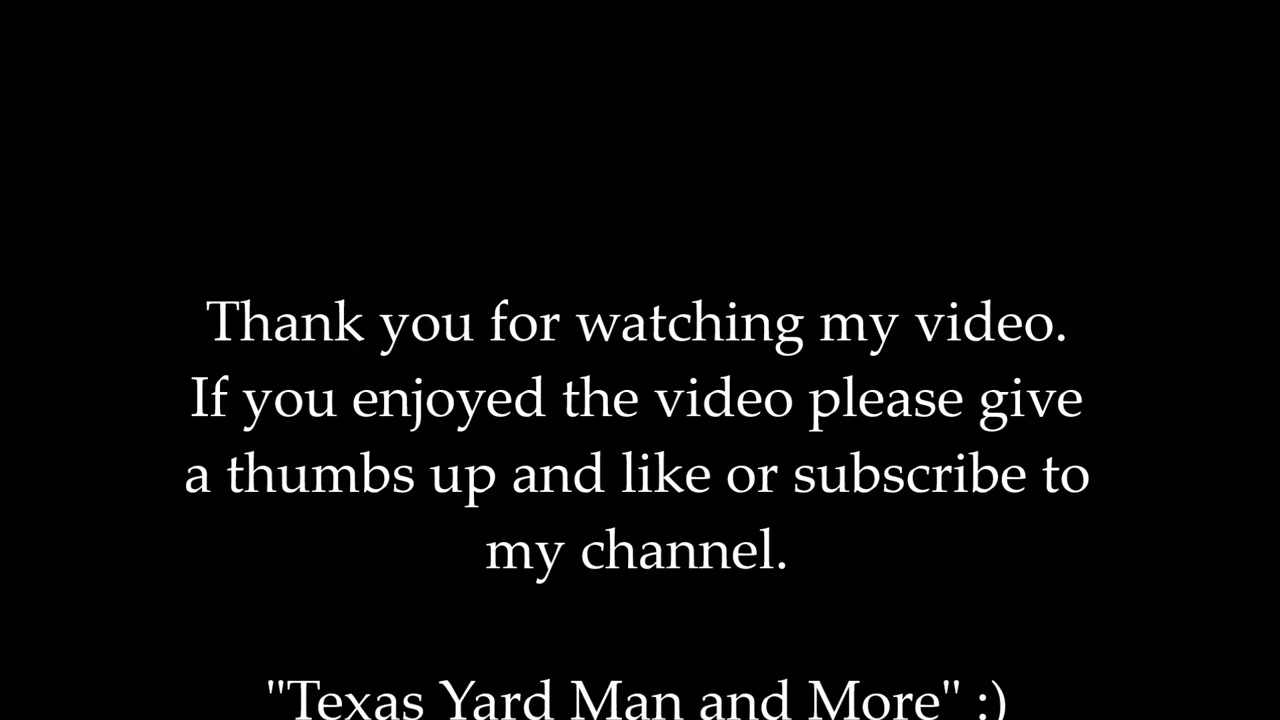 Thank you for watching my video.
If you enjoyed the video please give
a thumbs up and like or subscribe to
my channel.
"Texas Yard Man and More" :)